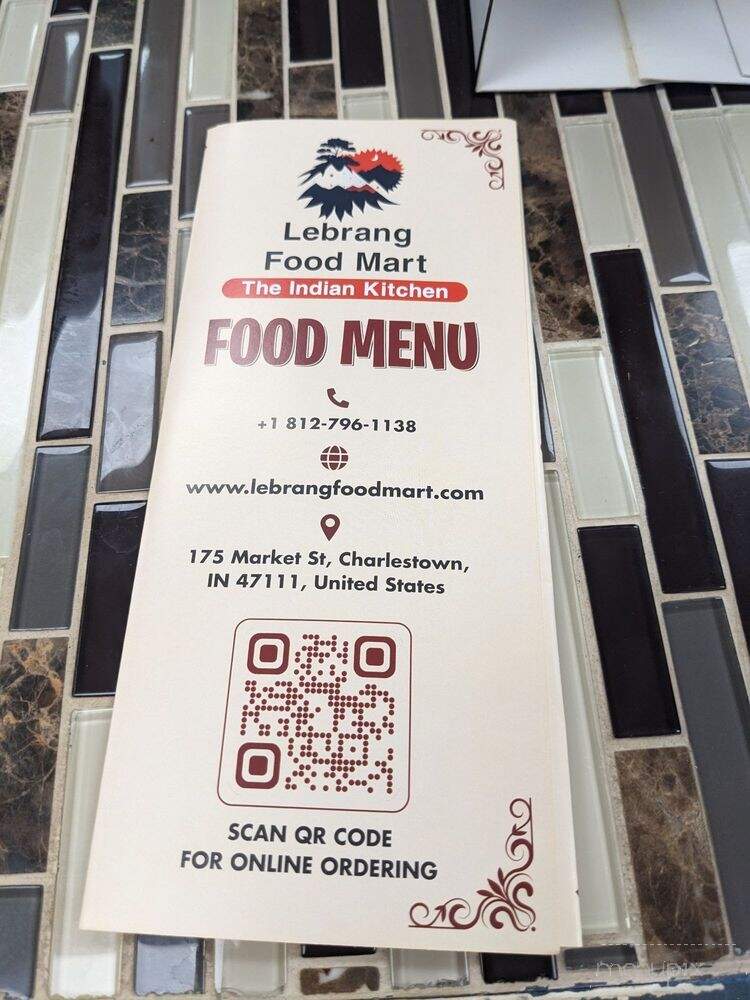 Lebrang
Food Mart
The Indian Kitchen
FOOD MENU
+1 812-796-1138
www.lebrangfoodmart.com
175 Market St, Charlestown,
IN 47111, United States
SCAN QR CODE
FOR ONLINE ORDERING